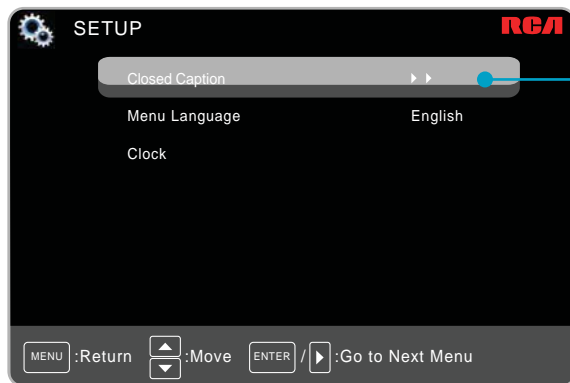 SETUP RCA
Closed Caption
Menu Language English
Clock
MENU :Return :Move ENTER / :Go to Next Menu